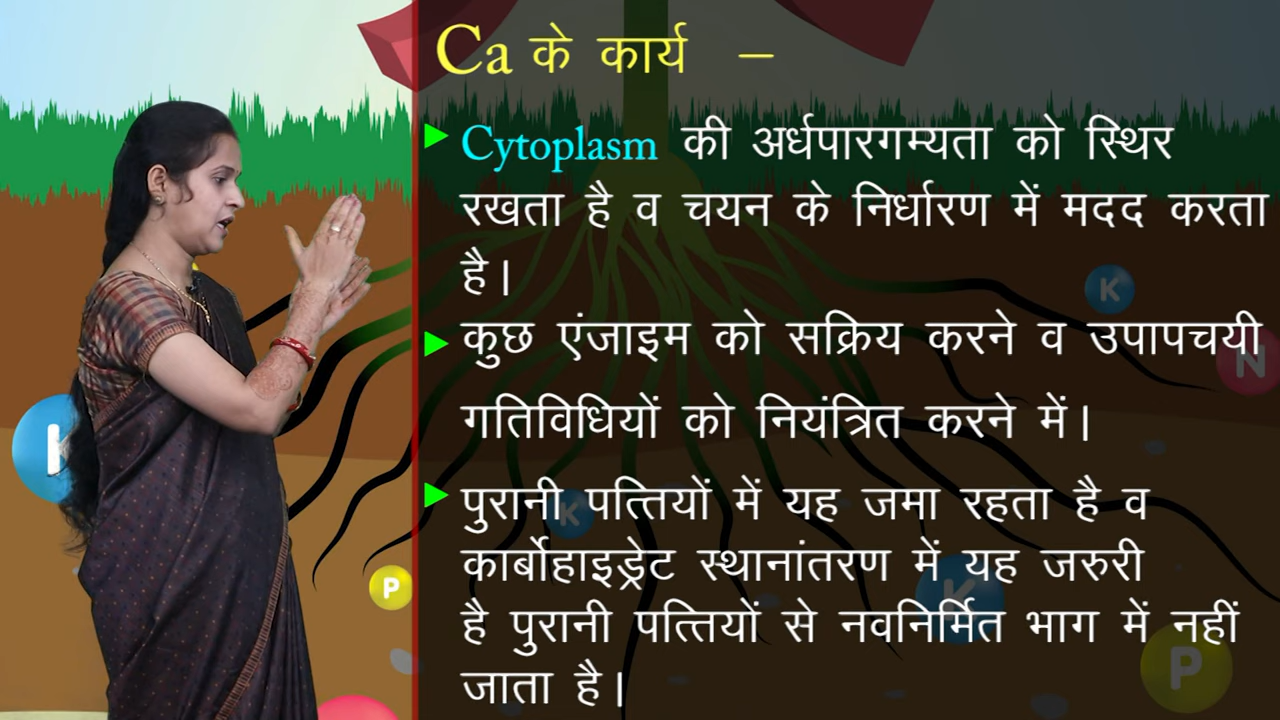 Ca के कार्य –
Cytoplasm की अर्धपारगम्यता को स्थिर
रखता है व चयन के निर्धारण में मदद करता
है।
कुछ एंजाइम को सक्रिय करने व उपापचयी
गतिविधियों को नियंत्रित करने में।
पुरानी पत्तियों में यह जमा रहता है व
कार्बोहाइड्रेट स्थानांतरण में यह जरुरी
है पुरानी पत्तियों से नवनिर्मित भाग में नहीं
जाता है।
K
N
K
K
K
P
P